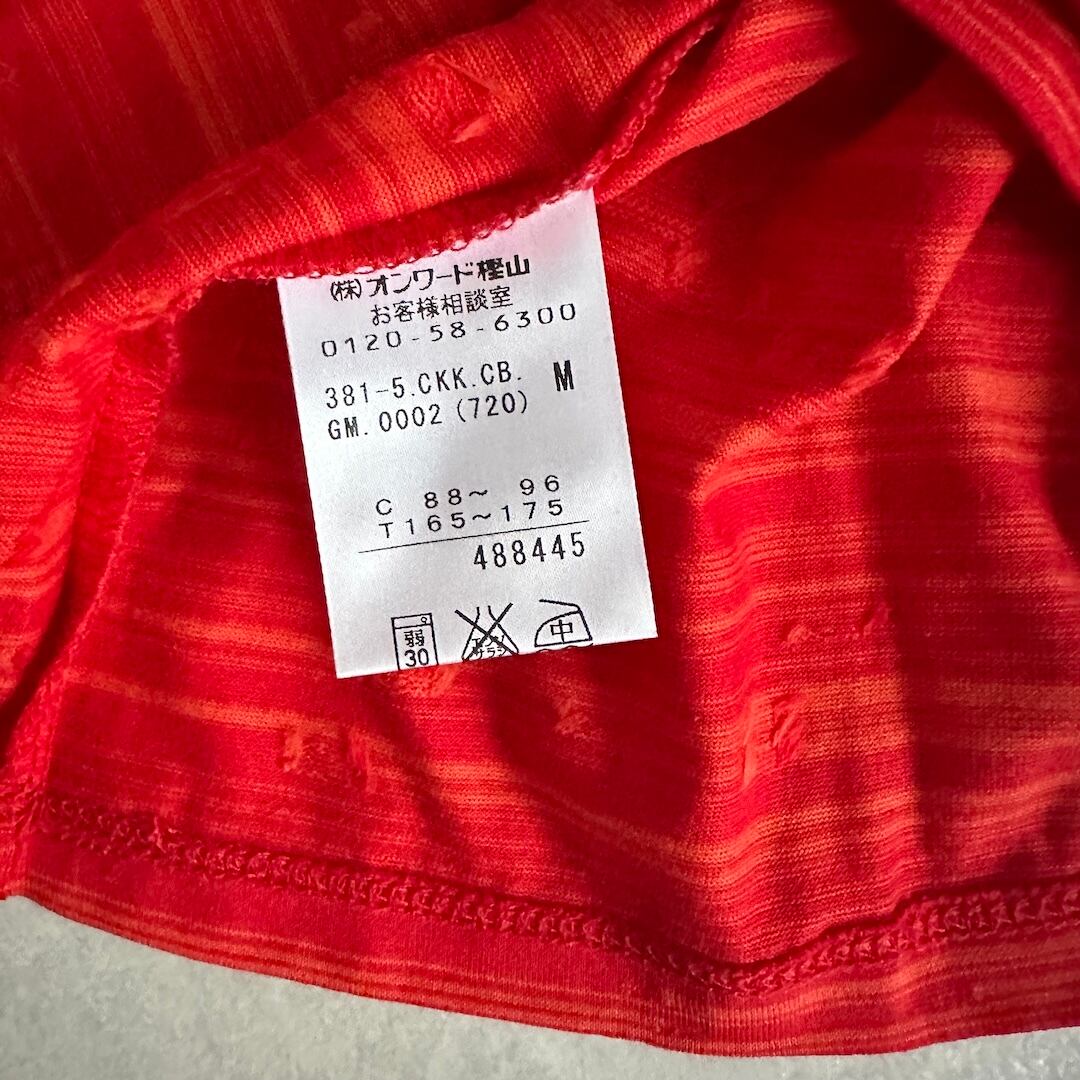 (株)オンワード樫山
お客様相談室
0120-58-6300
381-5.CKK.CB. M
GM.0002(720)
C 88~ 96
T165~175
488445
弱 中
30